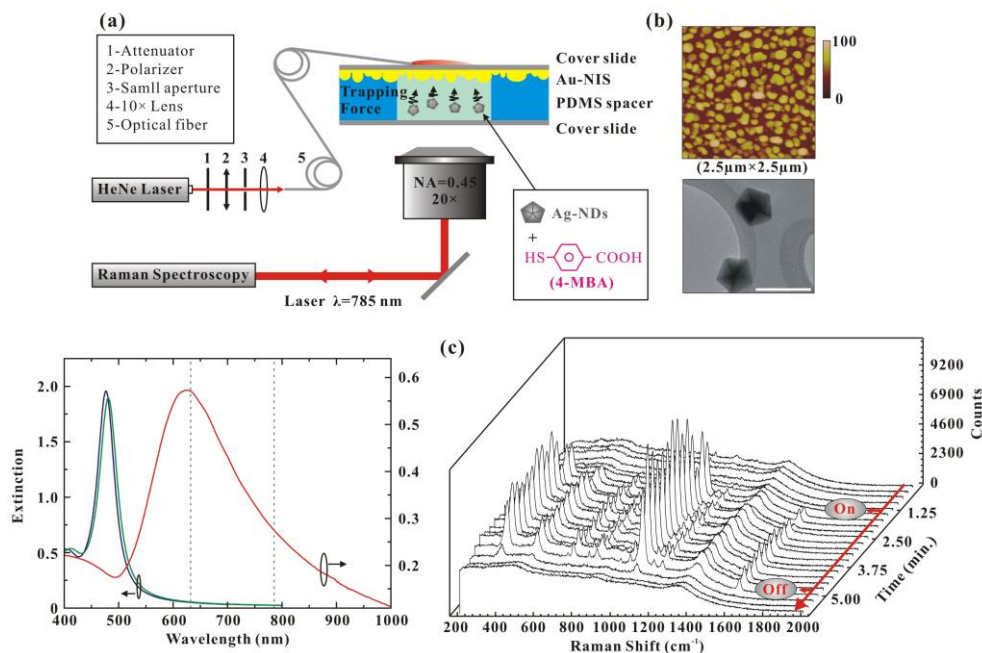 (a)
1-Attenuator
2-Polarizer
3-Samll aperture
4-10× Lens
5-Optical fiber
HeNe Laser
1 2 3 4
5
Trapping
Force
Cover slide
Au-NIS
PDMS spacer
Cover slide
NA=0.45
20×
Raman Spectroscopy
Laser λ=785 nm
Ag-NDs
+
HS COOH
(4-MBA)
(b)
100
0
(2.5μm×2.5μm)
2.0
1.5
1.0
0.5
0
Extinction
0.6
0.5
0.4
0.3
0.2
400 500 600 700 800 900 1000
Wavelength (nm)
(c)
9200
6900
4600
2300
0
Counts
On
Off
1.25
2.50
3.75
5.00
Time (min.)
200 400 600 800 1000 1200 1400 1600 1800 2000
Raman Shift (cm⁻¹)